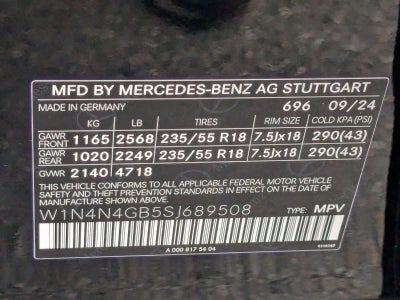 MFD BY MERCEDES-BENZ AG STUTTGART
MADE IN GERMANY 696 09/24
KG LB TIRES RIM SIZE COLD KPA(PSI)
GAWR FRONT 1165 2568 235/55 R18 7.5Jx18 290(43)
GAWR REAR 1020 2249 235/55 R18 7.5Jx18 290(43)
GVWR 2140 4718
VEHICLE CONFORMS TO ALL APPLICABLE FEDERAL MOTOR VEHICLE
SAFETY AND THEFT PREVENTION STANDARDS IN
EFFECT ON THE DATE OF MANUFACTURE SHOWN ABOVE
W1N4N4GB5SJ689508 TYPE: MPV
A 000 817 54 04